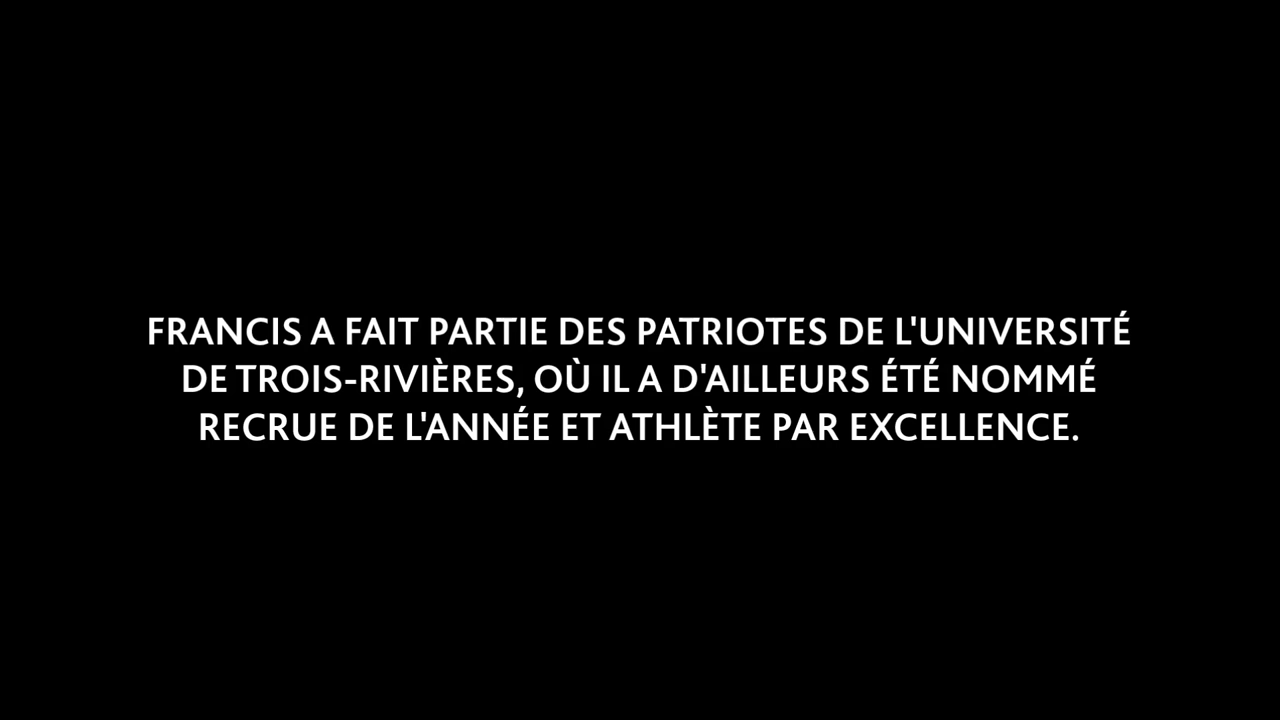 FRANCIS A FAIT PARTIE DES PATRIOTES DE L'UNIVERSITÉ
DE TROIS-RIVIÈRES, OÙ IL A D'AILLEURS ÉTÉ NOMMÉ
RECRUE DE L'ANNÉE ET ATHLÈTE PAR EXCELLENCE.